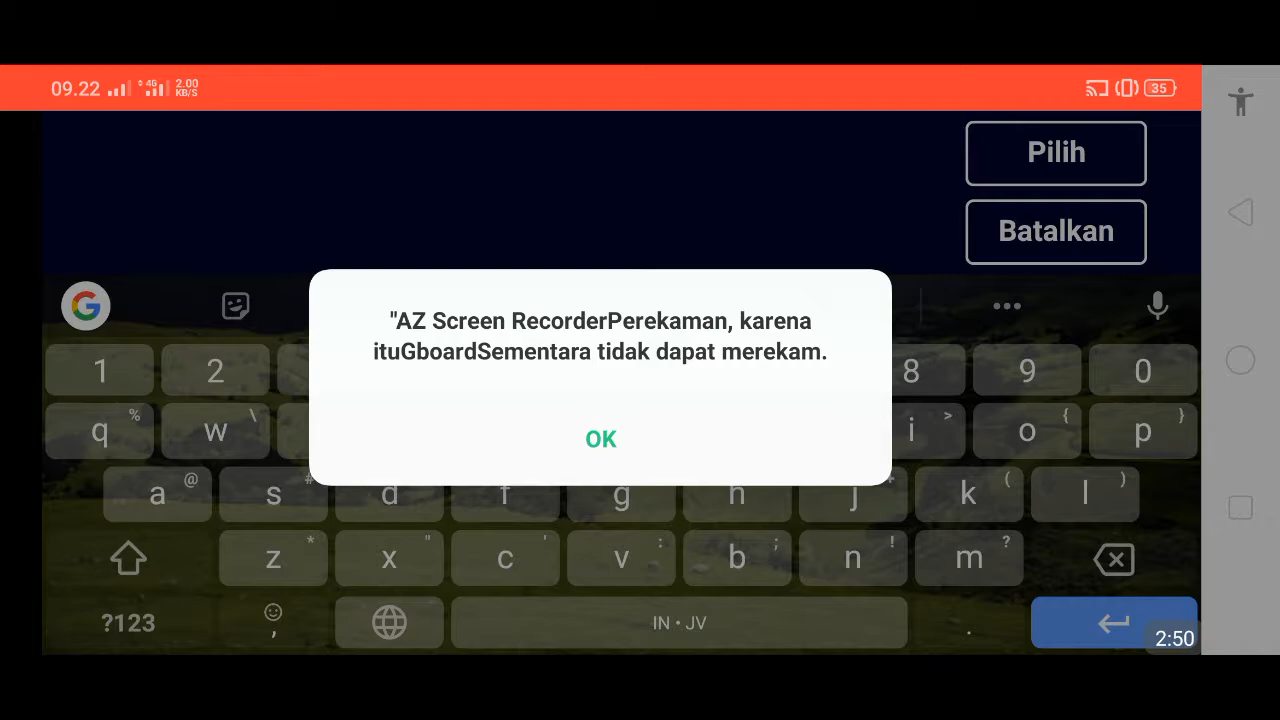 09.22 4G 2.00 KB/S 35
Pilih
Batalkan
"AZ Screen RecorderPerekaman, karena
ituGboardSementara tidak dapat merekam.
OK
G
1 2 8 9 0
q % w \ i > o { p }
a @ s # d f g h j k ( l )
z * x " c ' v : b ; n ! m ?
?123 , IN • JV .
2:50